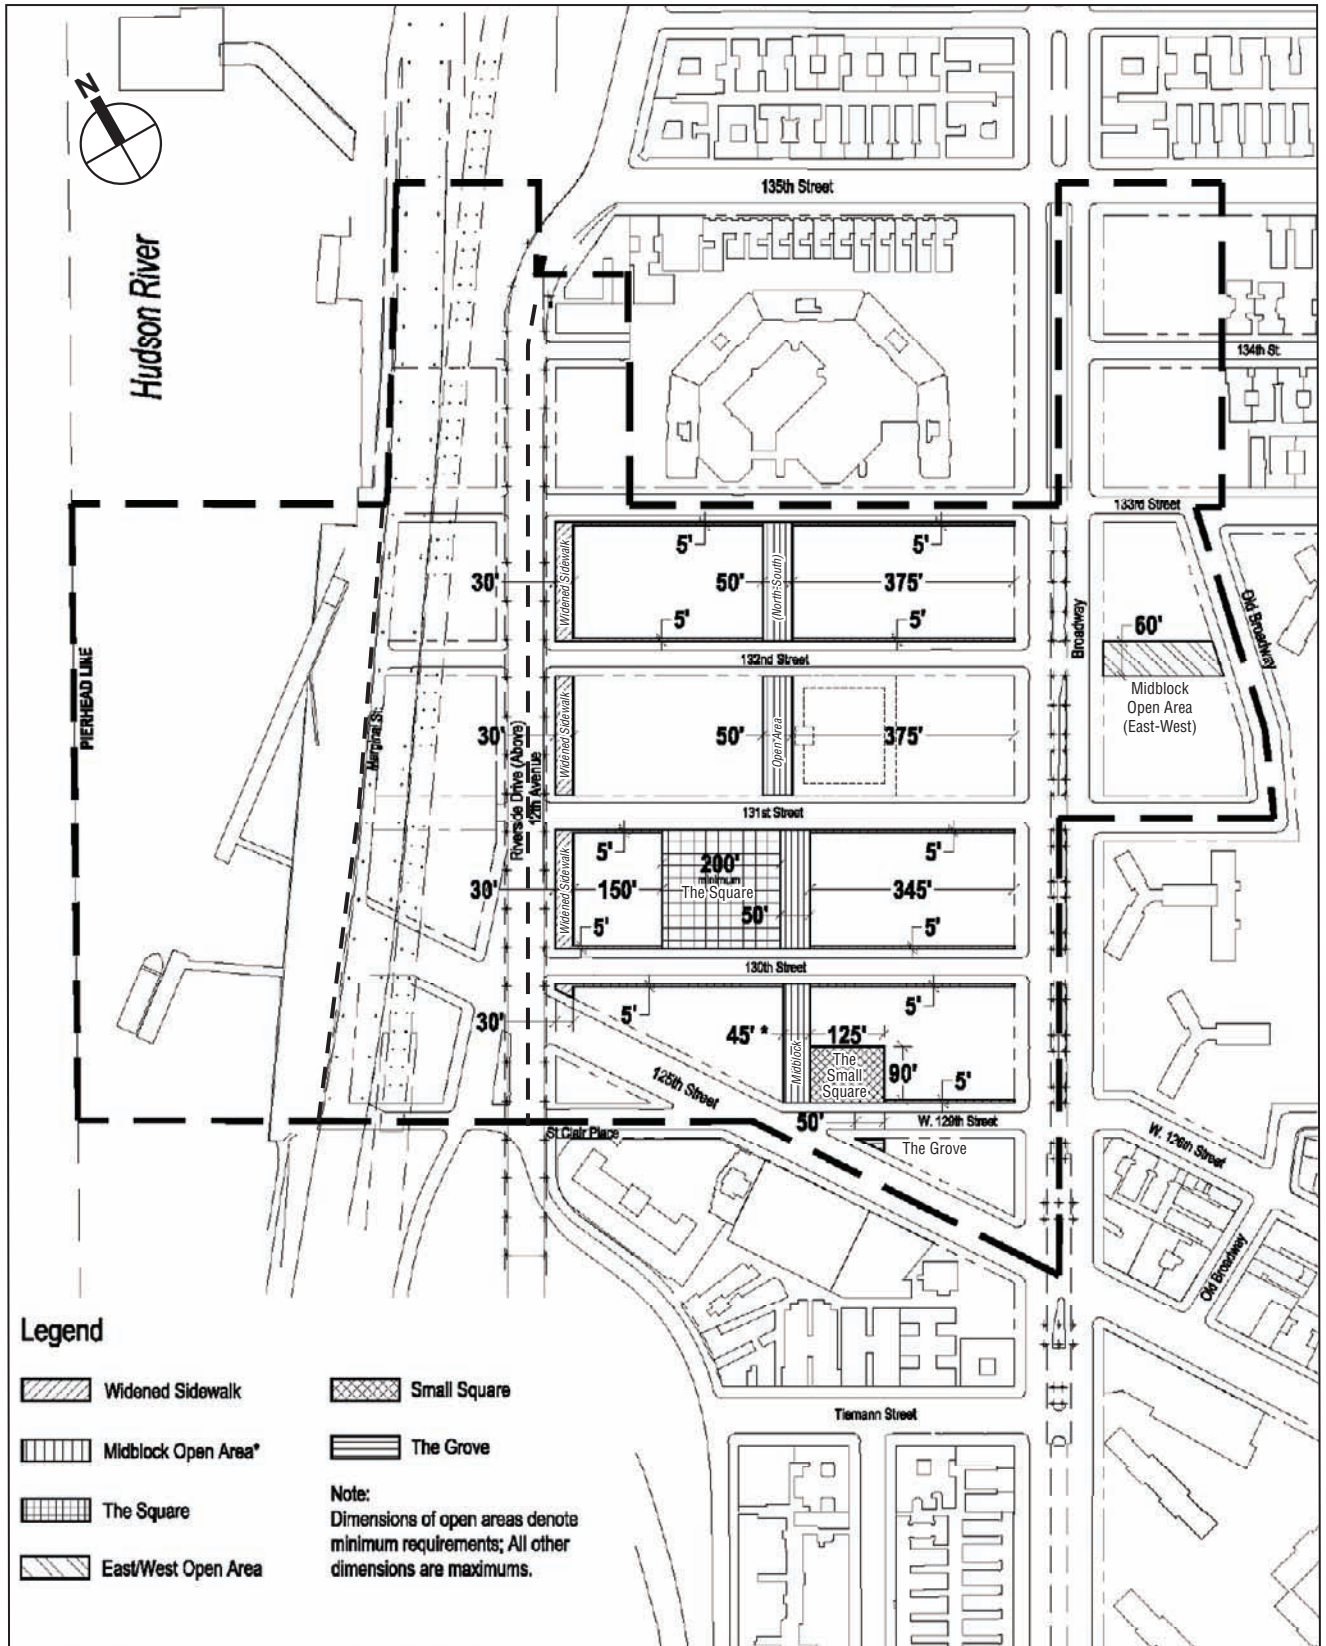 N
Hudson River
135th Street
134th St.
133rd Street
5'
5'
30'
Widened Sidewalk
50'
(North-South)
375'
5'
5'
Broadway
Old Broadway
60'
132nd Street
Midblock
Open Area
(East-West)
PIERHEAD LINE
Marginal St.
Riverside Drive (Above)
12th Avenue
30'
Widened Sidewalk
50'
Open Area
375'
131st Street
5'
200'
minimum
The Square
5'
30'
Widened Sidewalk
150'
50'
345'
5'
5'
130th Street
5'
5'
30'
45' *
Midblock
125'
The
Small
Square
90'
5'
125th Street
50'
W. 129th Street
St Clair Place
The Grove
W. 126th Street
Old Broadway
Tiemann Street
Legend
Widened Sidewalk
Midblock Open Area*
The Square
East/West Open Area
Small Square
The Grove
Note:
Dimensions of open areas denote
minimum requirements; All other
dimensions are maximums.